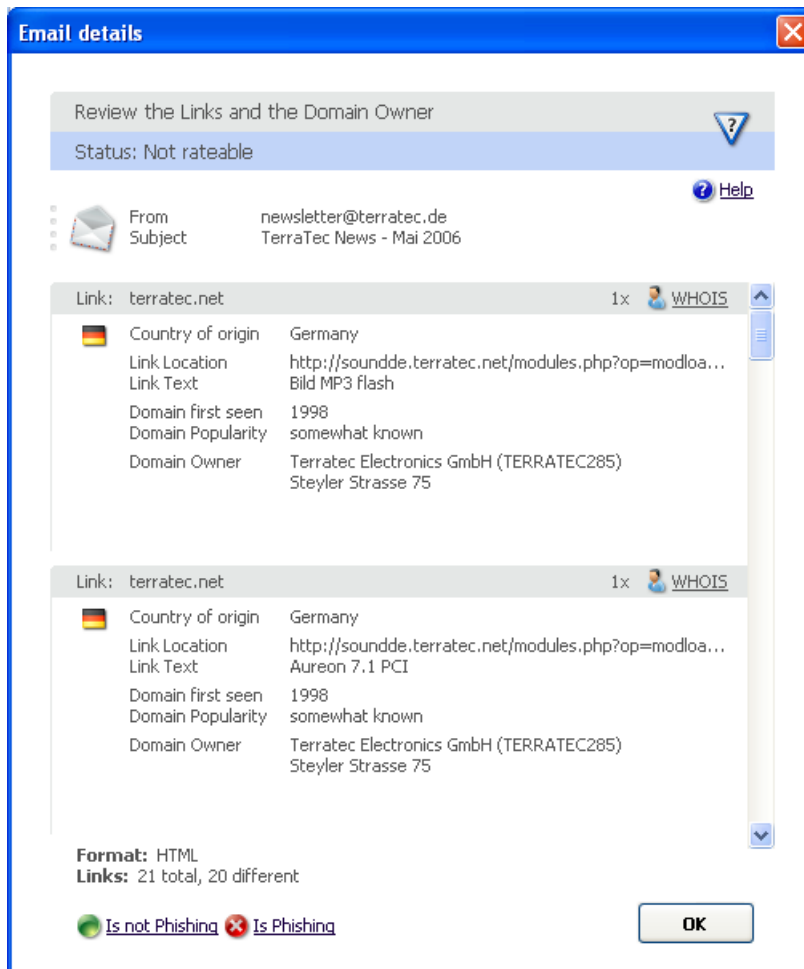 Email details
Review the Links and the Domain Owner
?
Status: Not rateable
? Help
From newsletter@terratec.de
Subject TerraTec News - Mai 2006
Link: terratec.net 1x WHOIS
Country of origin Germany
Link Location http://soundde.terratec.net/modules.php?op=modloa...
Link Text Bild MP3 flash
Domain first seen 1998
Domain Popularity somewhat known
Domain Owner Terratec Electronics GmbH (TERRATEC285)
Steyler Strasse 75
Link: terratec.net 1x WHOIS
Country of origin Germany
Link Location http://soundde.terratec.net/modules.php?op=modloa...
Link Text Aureon 7.1 PCI
Domain first seen 1998
Domain Popularity somewhat known
Domain Owner Terratec Electronics GmbH (TERRATEC285)
Steyler Strasse 75
Format: HTML
Links: 21 total, 20 different
Is not Phishing Is Phishing OK